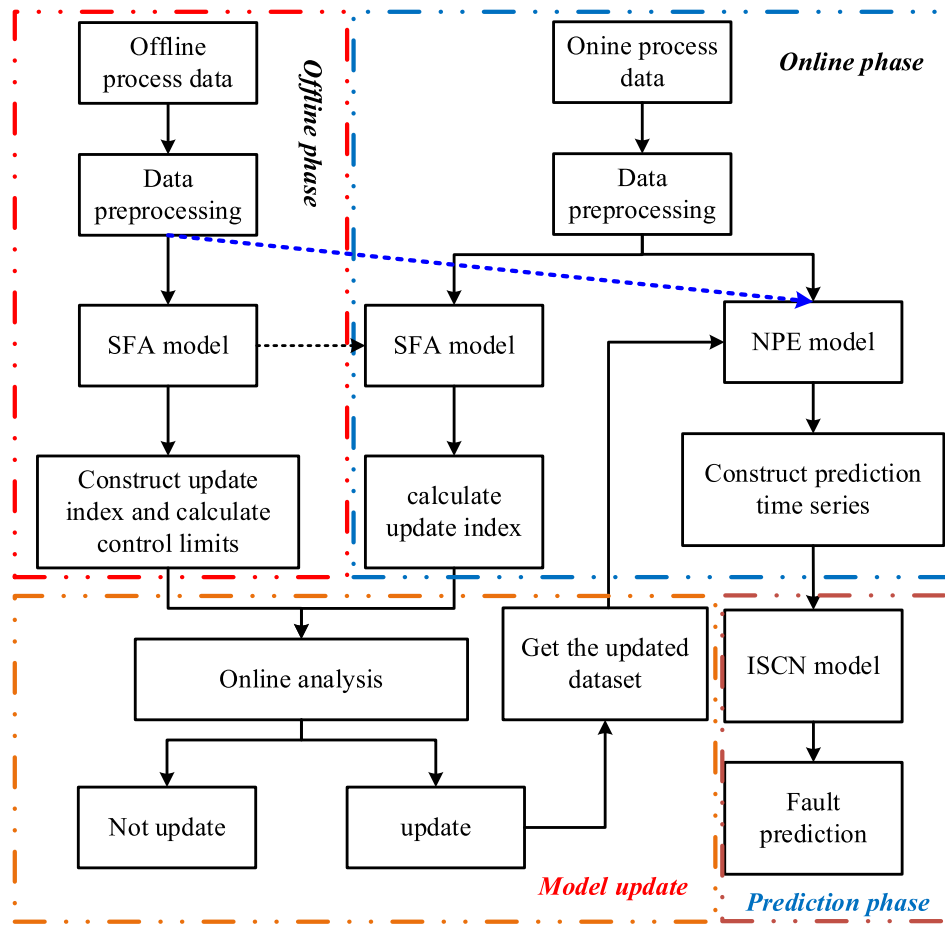 Offline
process data
Offline phase
Data
preprocessing
SFA model
Construct update
index and calculate
control limits
Onine process
data
Online phase
Data
preprocessing
SFA model
NPE model
calculate
update index
Construct prediction
time series
Online analysis
Not update
update
Get the updated
dataset
Model update
ISCN model
Fault
prediction
Prediction phase